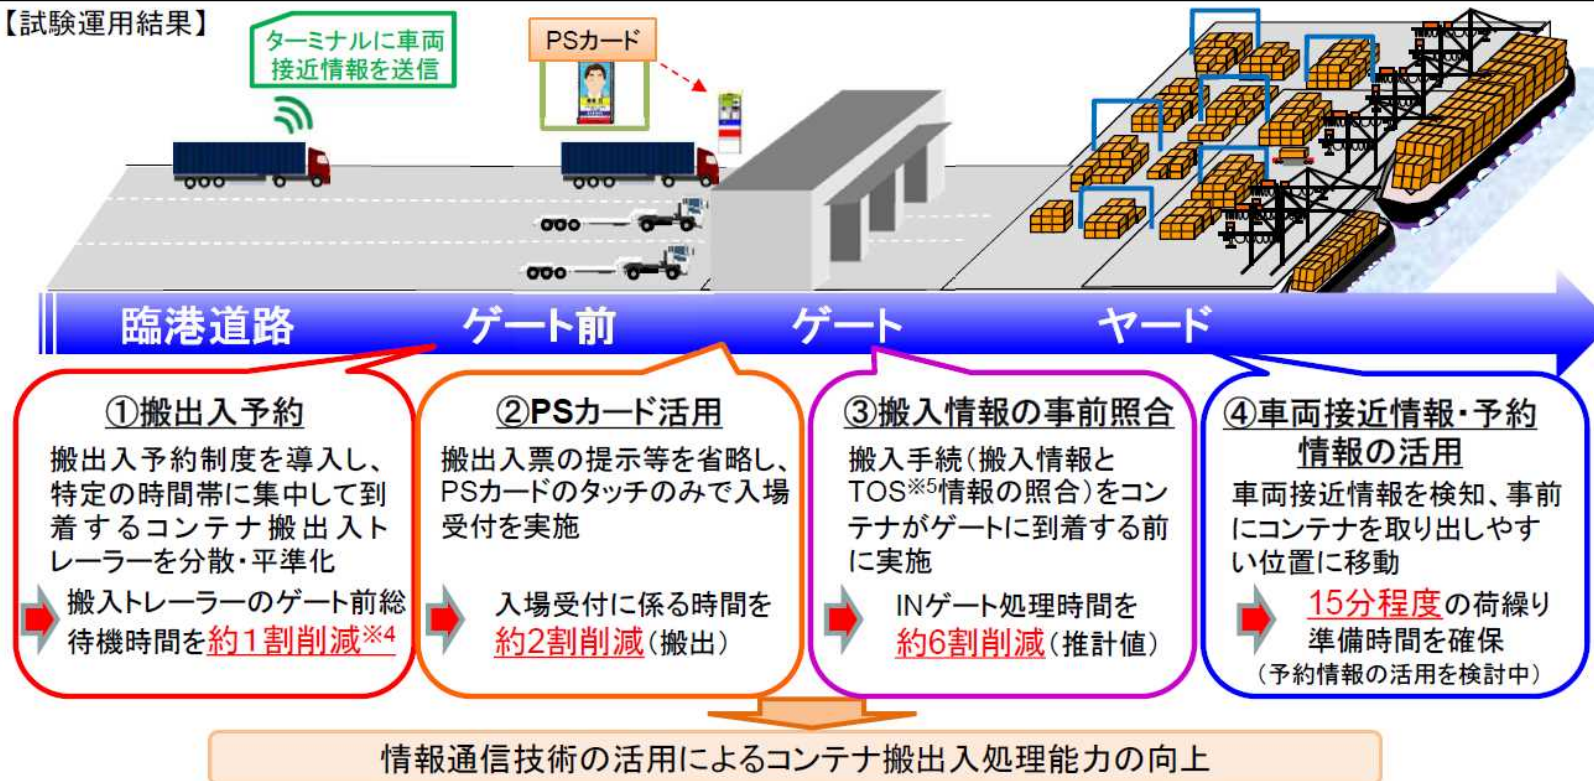 【試験運用結果】
ターミナルに車両
接近情報を送信
PSカード
臨港道路
ゲート前
ゲート
ヤード
①搬出入予約
搬出入予約制度を導入し、
特定の時間帯に集中して到
着するコンテナ搬出入ト
レーラーを分散・平準化
搬入トレーラーのゲート前総
待機時間を約1割削減※4
②PSカード活用
搬出入票の提示等を省略し、
PSカードのタッチのみで入場
受付を実施
入場受付に係る時間を
約2割削減(搬出)
③搬入情報の事前照合
搬入手続(搬入情報と
TOS※5情報の照合)をコン
テナがゲートに到着する前
に実施
INゲート処理時間を
約6割削減(推計値)
④車両接近情報・予約
情報の活用
車両接近情報を検知、事前
にコンテナを取り出しやす
い位置に移動
15分程度の荷繰り
準備時間を確保
(予約情報の活用を検討中)
情報通信技術の活用によるコンテナ搬出入処理能力の向上